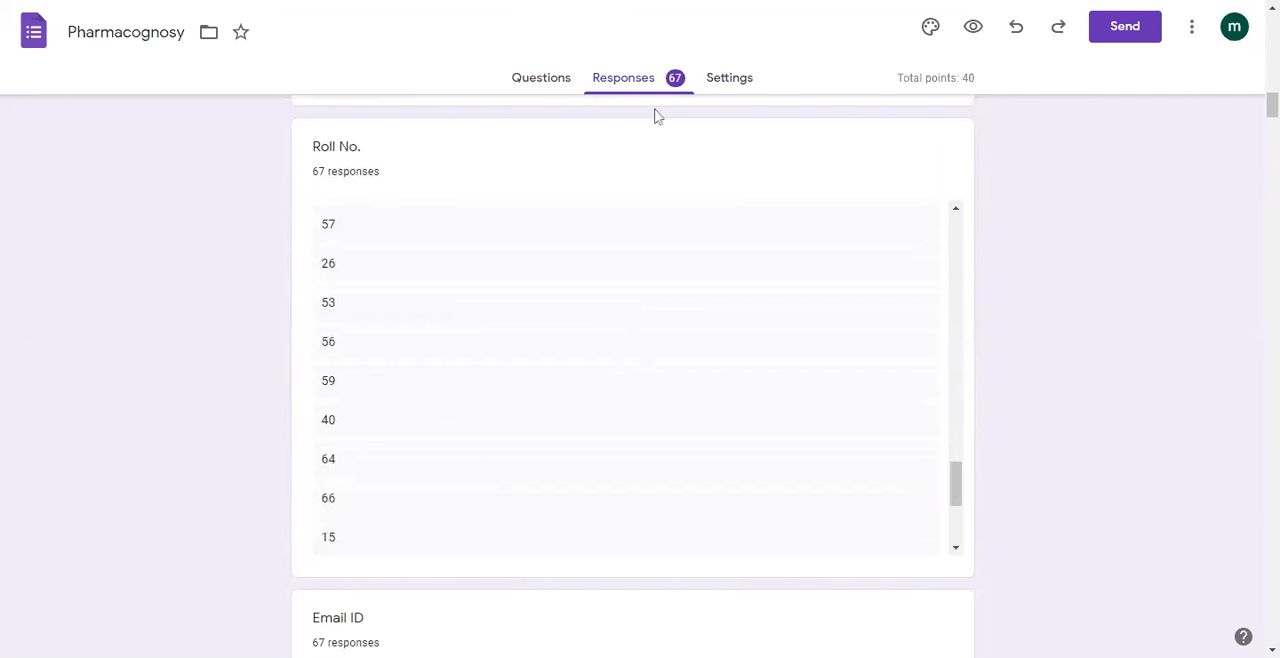 Pharmacognosy
Send
m
Questions Responses 67 Settings Total points: 40
Roll No.
67 responses
57
26
53
56
59
40
64
66
15
Email ID
67 responses
?